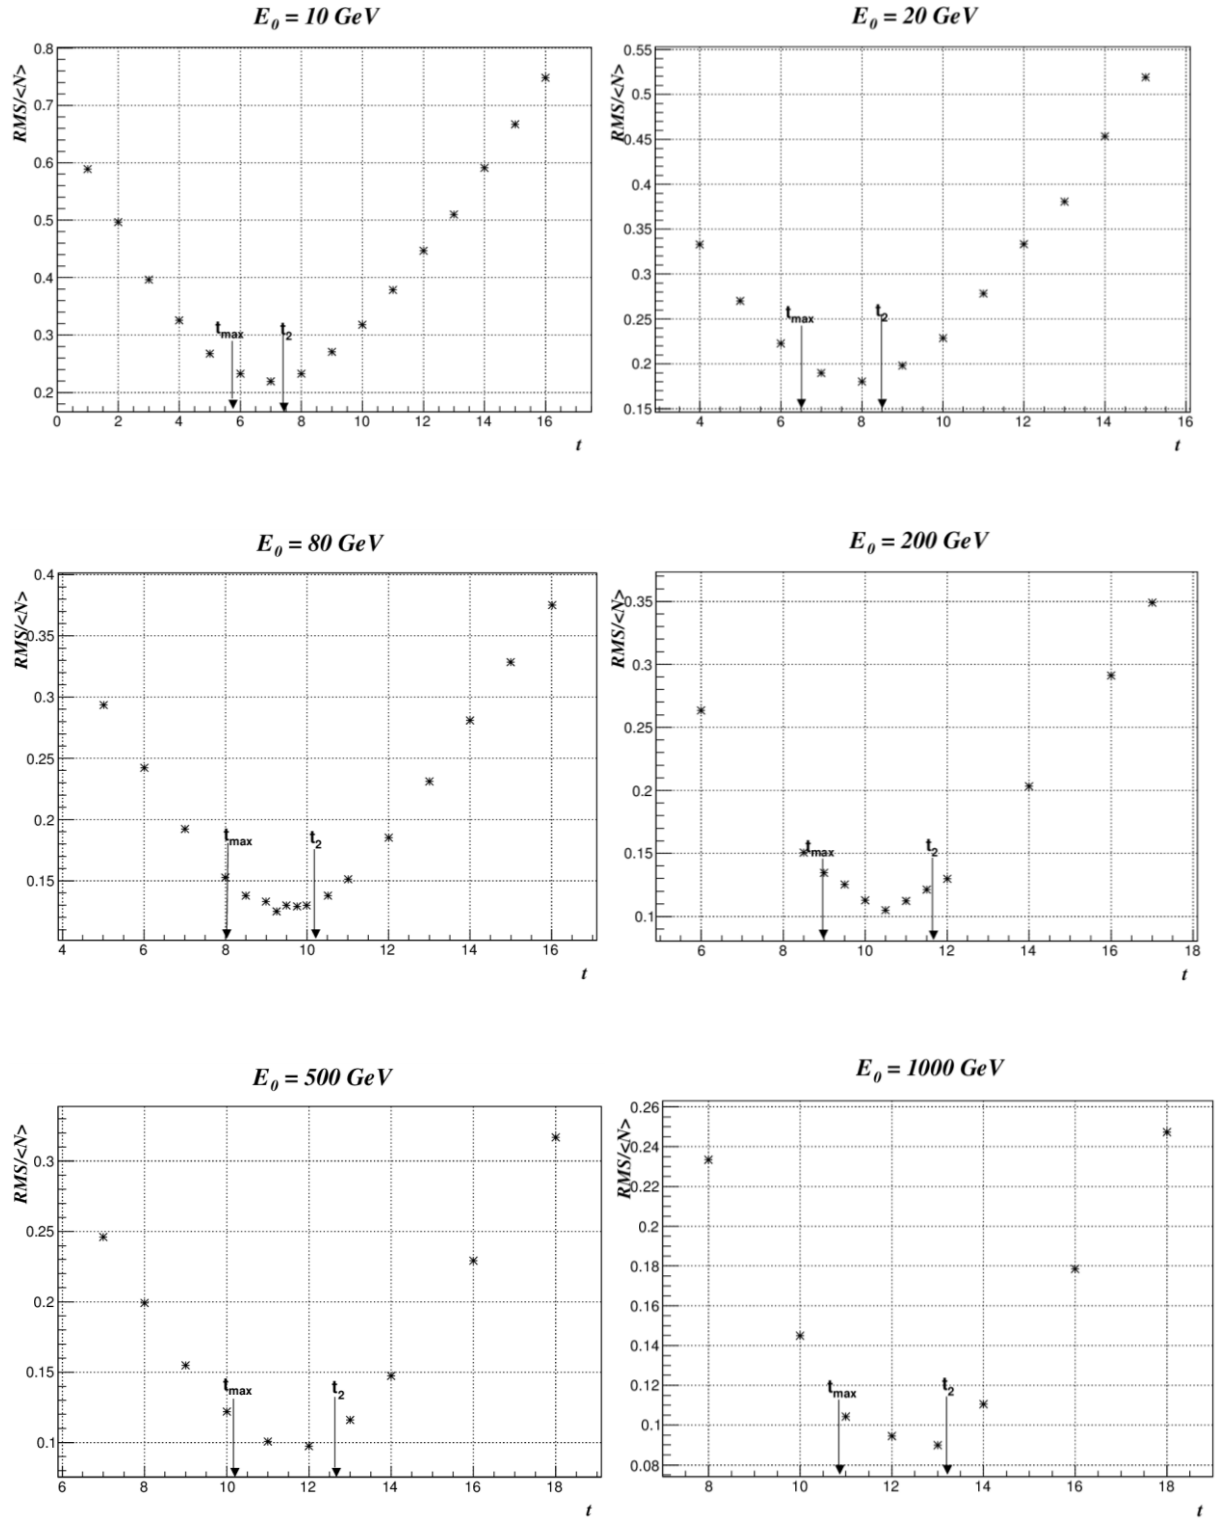 E₀ = 10 GeV
RMS/<N>
0.8
0.7
0.6
0.5
0.4
0.3
0.2
t_max
t₂
0 2 4 6 8 10 12 14 16
t
E₀ = 20 GeV
RMS/<N>
0.55
0.5
0.45
0.4
0.35
0.3
0.25
0.2
0.15
t_max
t₂
4 6 8 10 12 14 16
t
E₀ = 80 GeV
RMS/<N>
0.4
0.35
0.3
0.25
0.2
0.15
t_max
t₂
4 6 8 10 12 14 16
t
E₀ = 200 GeV
RMS/<N>
0.35
0.3
0.25
0.2
0.15
0.1
t_max
t₂
6 8 10 12 14 16 18
t
E₀ = 500 GeV
RMS/<N>
0.3
0.25
0.2
0.15
0.1
t_max
t₂
6 8 10 12 14 16 18
t
E₀ = 1000 GeV
RMS/<N>
0.26
0.24
0.22
0.2
0.18
0.16
0.14
0.12
0.1
0.08
t_max
t₂
8 10 12 14 16 18
t